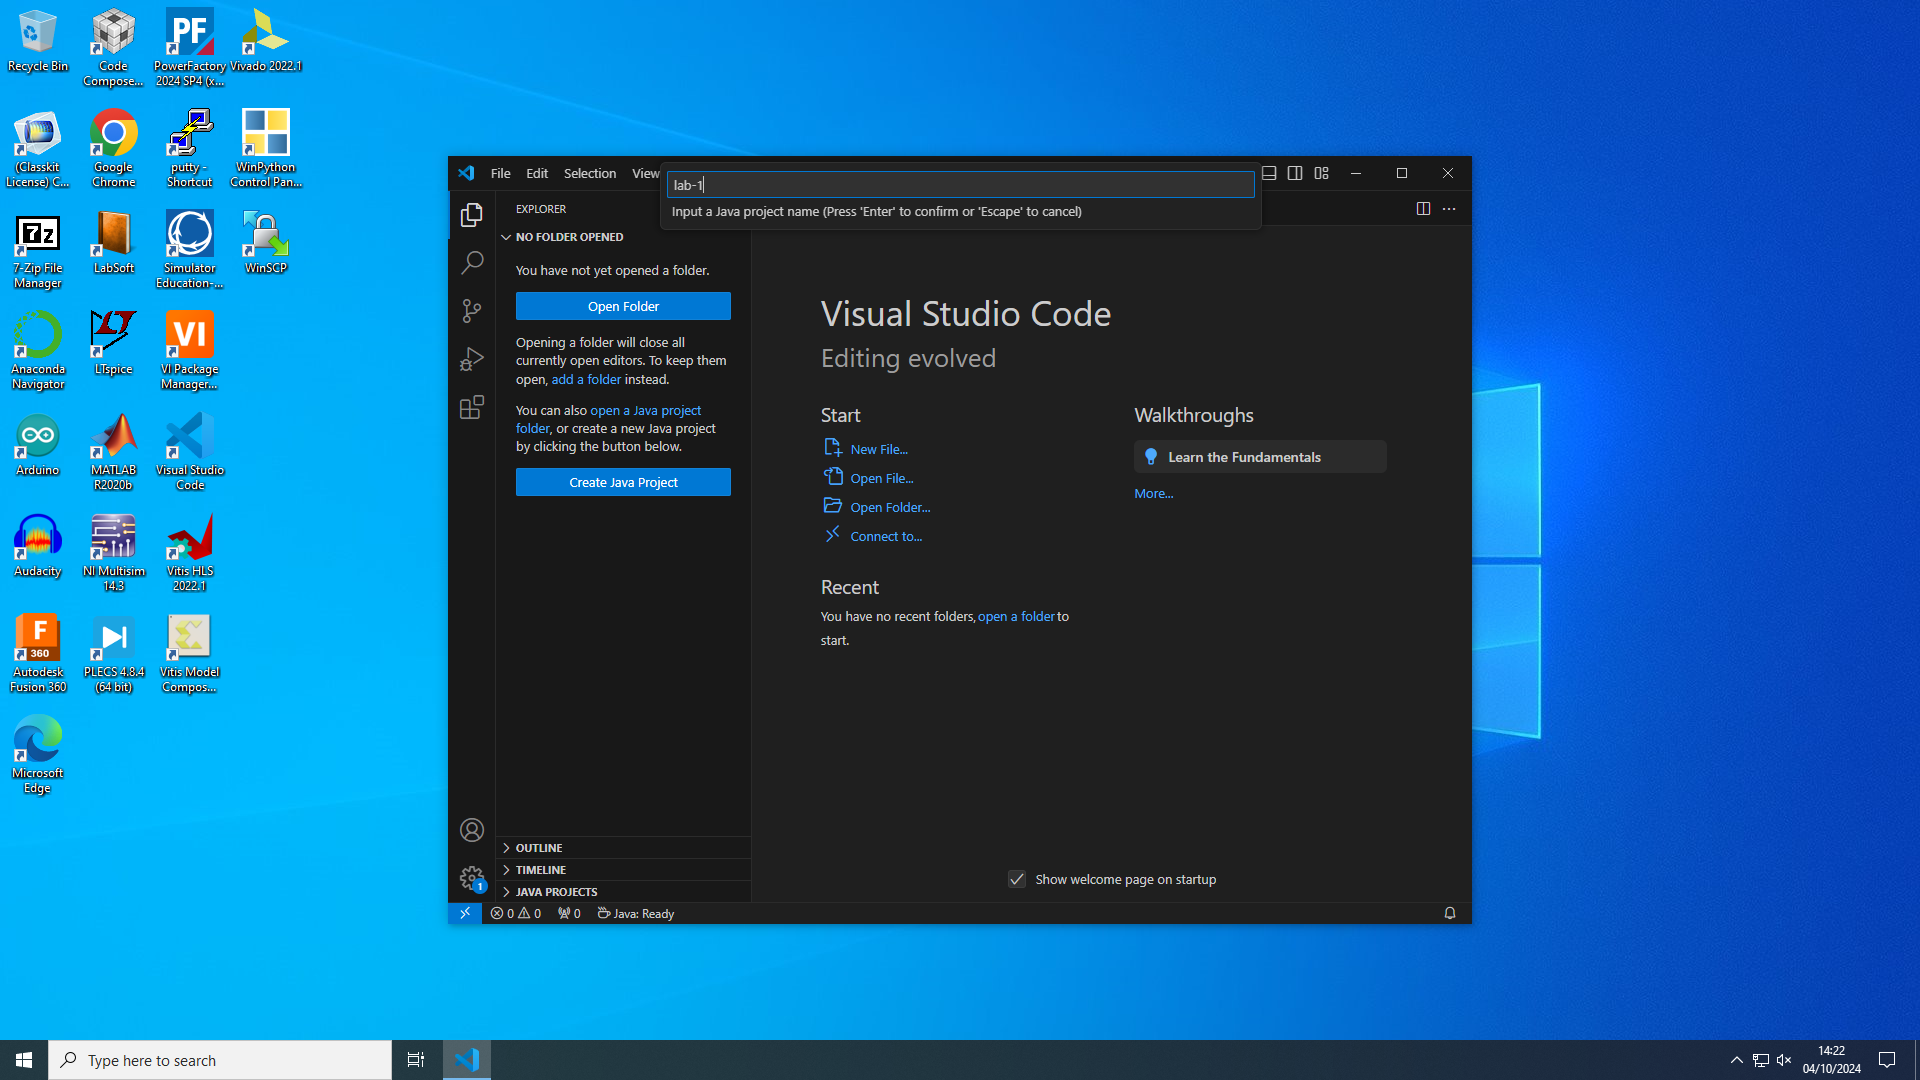 Recycle Bin
Code
Compose...
PowerFactory
2024 SP4 (x...
Vivado 2022.1
(Classkit
License) C...
Google
Chrome
putty -
Shortcut
WinPython
Control Pan...
7-Zip File
Manager
LabSoft
Simulator
Education-...
WinSCP
Anaconda
Navigator
LTspice
VI Package
Manager...
Arduino
MATLAB
R2020b
Visual Studio
Code
Audacity
NI Multisim
14.3
Vitis HLS
2022.1
Autodesk
Fusion 360
PLECS 4.8.4
(64 bit)
Vitis Model
Compos...
Microsoft
Edge
PF
7z
VI
F
360
File Edit Selection View
lab-1
Input a Java project name (Press 'Enter' to confirm or 'Escape' to cancel)
EXPLORER
NO FOLDER OPENED
You have not yet opened a folder.
Open Folder
Opening a folder will close all
currently open editors. To keep them
open, add a folder instead.
You can also open a Java project
folder, or create a new Java project
by clicking the button below.
Create Java Project
OUTLINE
TIMELINE
JAVA PROJECTS
1
Visual Studio Code
Editing evolved
Start
New File...
Open File...
Open Folder...
Connect to...
Recent
You have no recent folders, open a folder to
start.
Walkthroughs
Learn the Fundamentals
More...
Show welcome page on startup
0 0 0 Java: Ready
Type here to search
14:22
04/10/2024